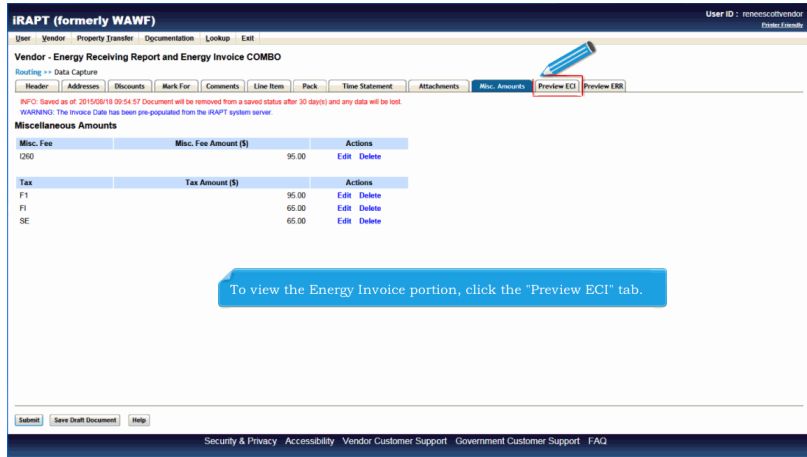 iRAPT (formerly WAWF)
User ID : reneescottvendor
Printer Friendly
User Vendor Property Transfer Documentation Lookup Exit
Vendor - Energy Receiving Report and Energy Invoice COMBO
Routing >> Data Capture
Header Addresses Discounts Mark For Comments Line Item Pack Time Statement Attachments Misc. Amounts Preview ECI Preview ERR
INFO: Saved as of: 2015/08/18 09:54:57 Document will be removed from a saved status after 30 day(s) and any data will be lost.
WARNING: The Invoice Date has been pre-populated from the iRAPT system server.
Miscellaneous Amounts
Misc. Fee Misc. Fee Amount ($) Actions
I260 95.00 Edit Delete
Tax Tax Amount ($) Actions
F1 95.00 Edit Delete
FI 65.00 Edit Delete
SE 65.00 Edit Delete
To view the Energy Invoice portion, click the "Preview ECI" tab.
Submit Save Draft Document Help
Security & Privacy Accessibility Vendor Customer Support Government Customer Support FAQ